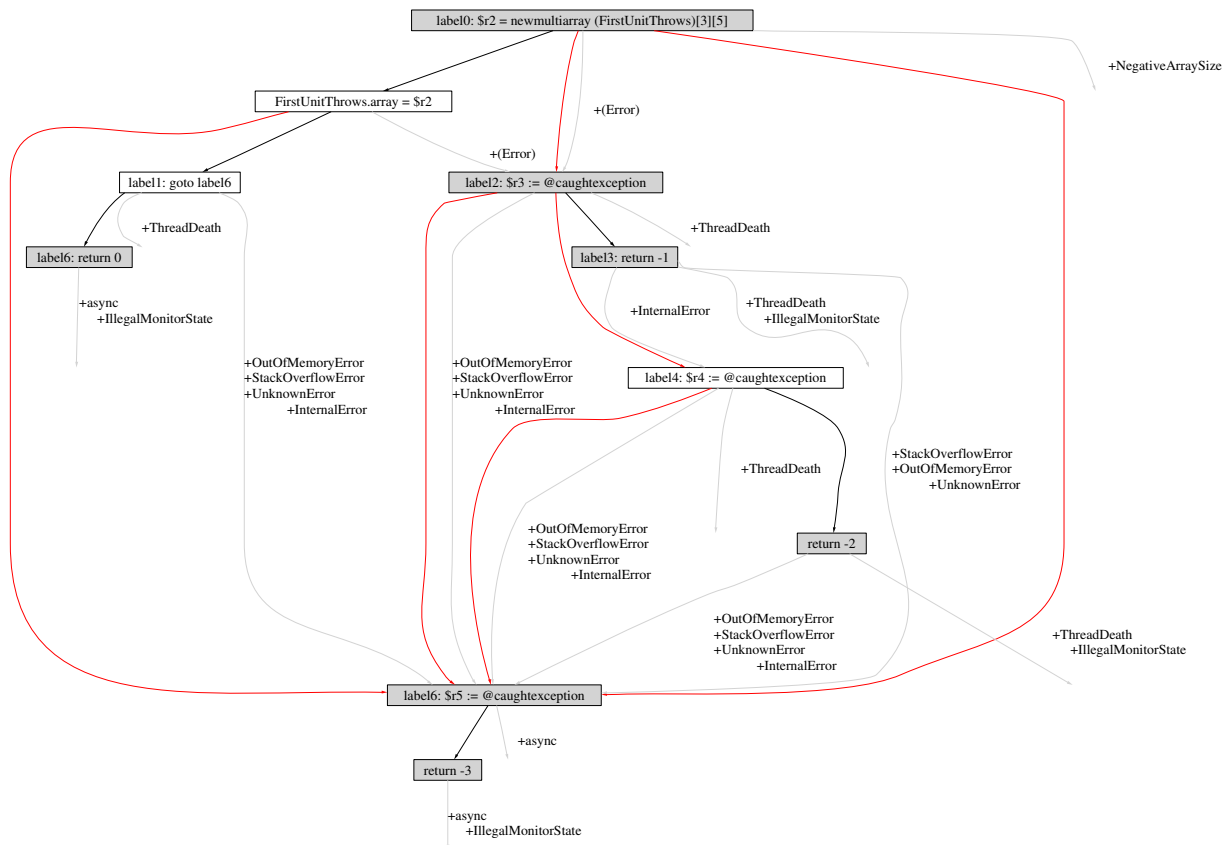 label0: $r2 = newmultiarray (FirstUnitThrows)[3][5]
+NegativeArraySize
FirstUnitThrows.array = $r2
+(Error)
+(Error)
label1: goto label6
label2: $r3 := @caughtexception
+ThreadDeath
+ThreadDeath
label6: return 0
label3: return -1
+async
+IllegalMonitorState
+InternalError
+ThreadDeath
+IllegalMonitorState
+OutOfMemoryError
+StackOverflowError
+UnknownError
+InternalError
+OutOfMemoryError
+StackOverflowError
+UnknownError
+InternalError
label4: $r4 := @caughtexception
+StackOverflowError
+OutOfMemoryError
+UnknownError
+ThreadDeath
+OutOfMemoryError
+StackOverflowError
+UnknownError
+InternalError
return -2
+OutOfMemoryError
+StackOverflowError
+UnknownError
+InternalError
+ThreadDeath
+IllegalMonitorState
label6: $r5 := @caughtexception
+async
return -3
+async
+IllegalMonitorState